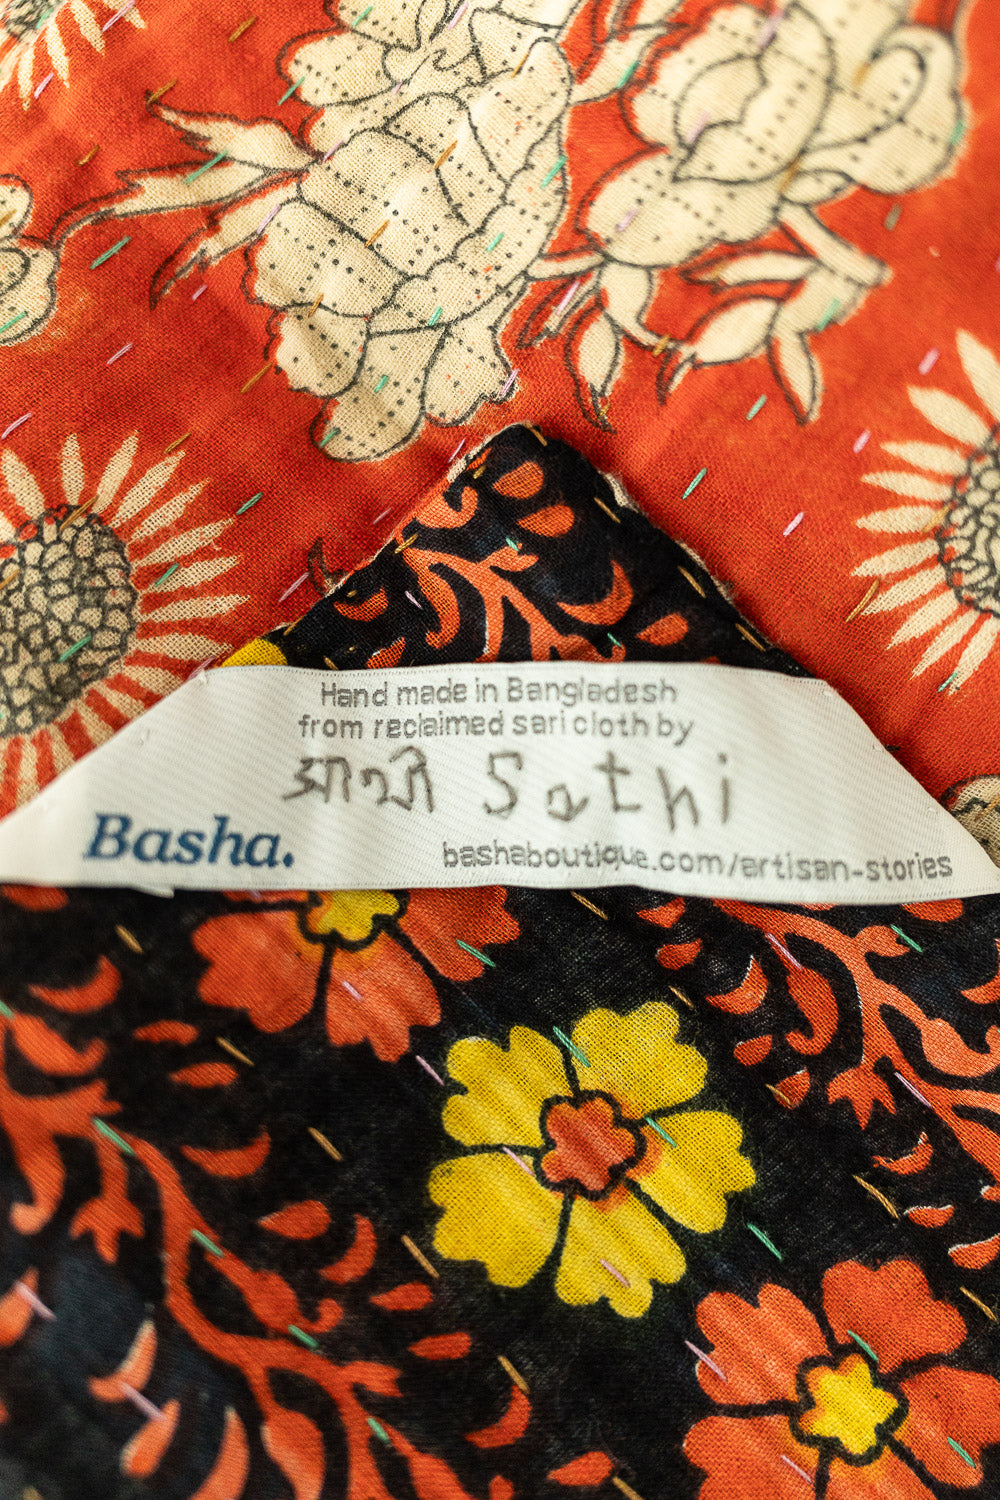 Hand made in Bangladesh
from reclaimed sari cloth by
সাথী Sathi
Basha.
bashaboutique.com/artisan-stories